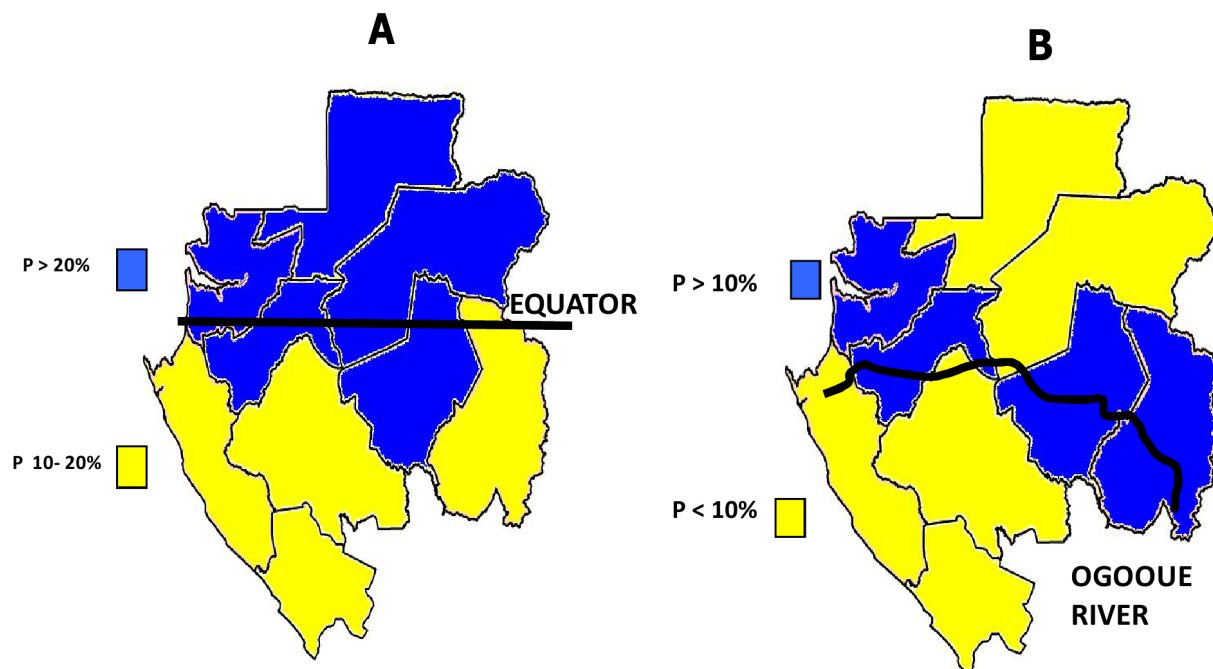 A
B
P > 20%
EQUATOR
P > 10%
P 10- 20%
P < 10%
OGOOUE
RIVER